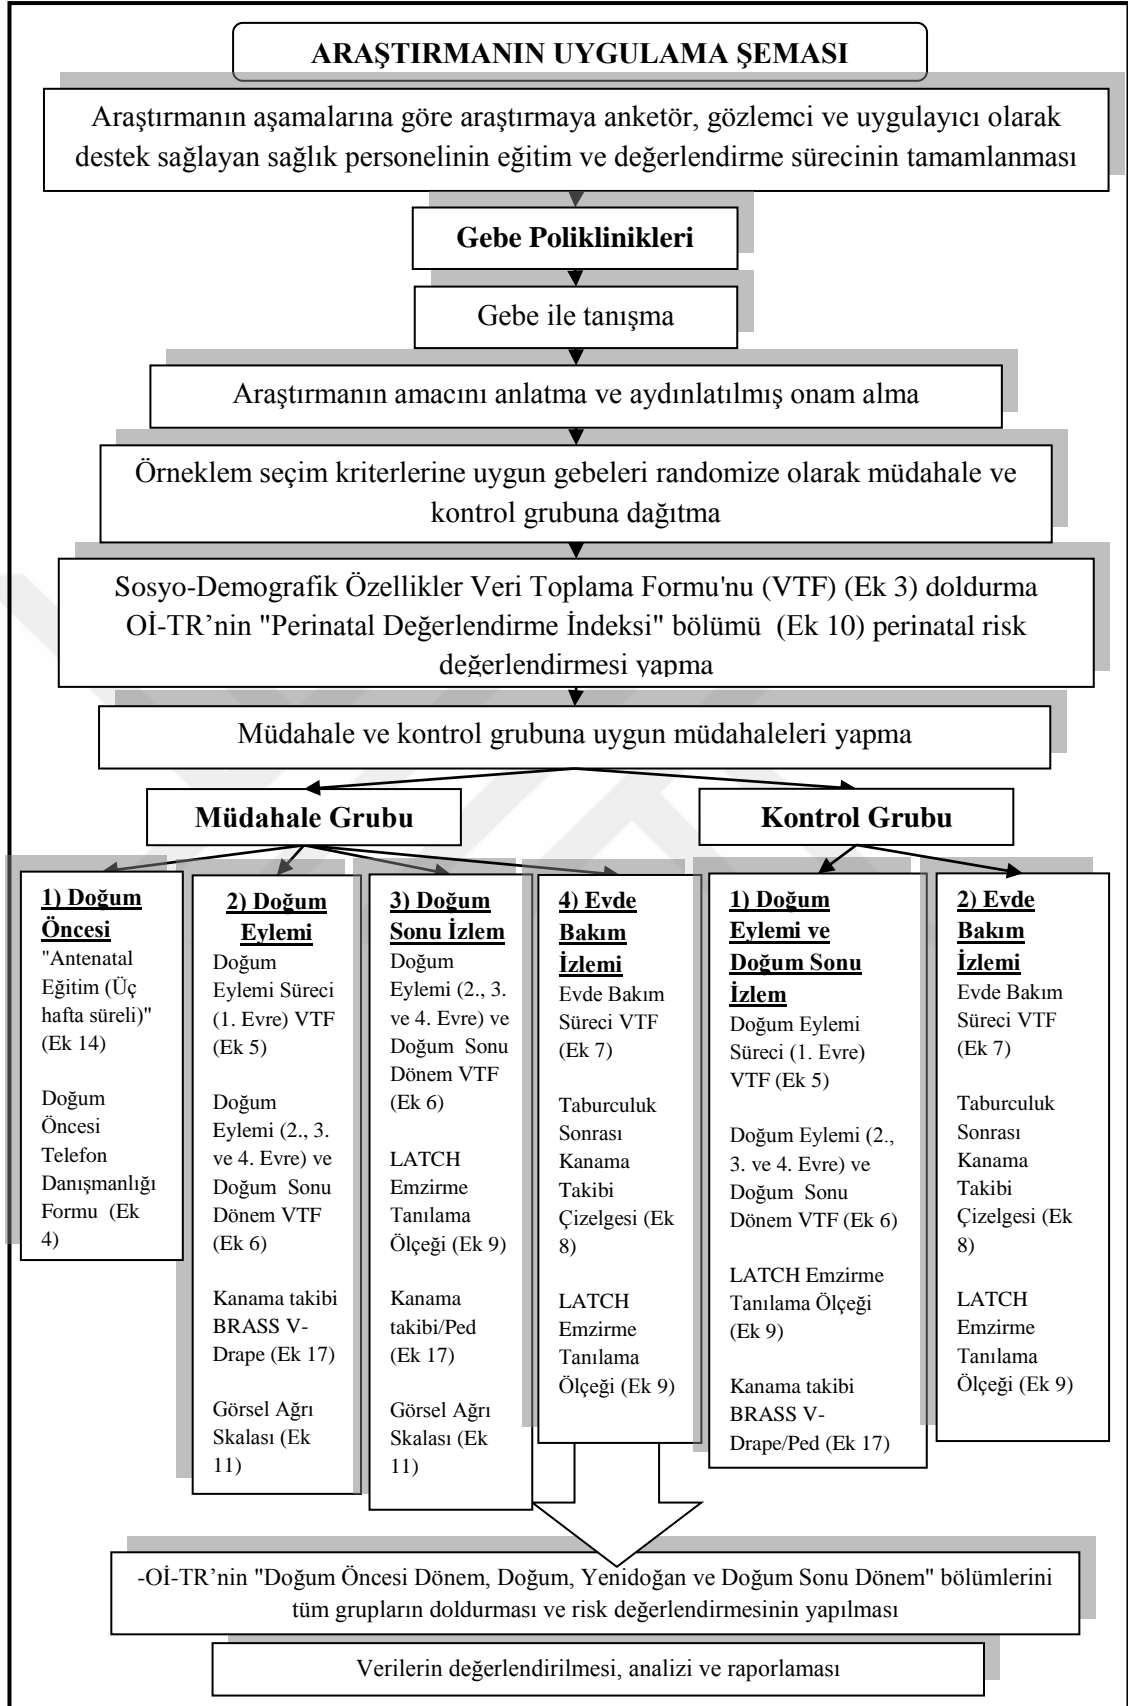 ARAŞTIRMANIN UYGULAMA ŞEMASI
Araştırmanın aşamalarına göre araştırmaya anketör, gözlemci ve uygulayıcı olarak
destek sağlayan sağlık personelinin eğitim ve değerlendirme sürecinin tamamlanması
Gebe Poliklinikleri
Gebe ile tanışma
Araştırmanın amacını anlatma ve aydınlatılmış onam alma
Örneklem seçim kriterlerine uygun gebeleri randomize olarak müdahale ve
kontrol grubuna dağıtma
Sosyo-Demografik Özellikler Veri Toplama Formu'nu (VTF) (Ek 3) doldurma
Oİ-TR’nin "Perinatal Değerlendirme İndeksi" bölümü (Ek 10) perinatal risk
değerlendirmesi yapma
Müdahale ve kontrol grubuna uygun müdahaleleri yapma
Müdahale Grubu
Kontrol Grubu
1) Doğum
Öncesi
"Antenatal
Eğitim (Üç
hafta süreli)"
(Ek 14)
Doğum
Öncesi
Telefon
Danışmanlığı
Formu (Ek
4)
2) Doğum
Eylemi
Doğum
Eylemi Süreci
(1. Evre) VTF
(Ek 5)
Doğum
Eylemi (2., 3.
ve 4. Evre) ve
Doğum Sonu
Dönem VTF
(Ek 6)
Kanama takibi
BRASS V-
Drape (Ek 17)
Görsel Ağrı
Skalası (Ek
11)
3) Doğum
Sonu İzlem
Doğum
Eylemi (2., 3.
ve 4. Evre) ve
Doğum Sonu
Dönem VTF
(Ek 6)
LATCH
Emzirme
Tanılama
Ölçeği (Ek 9)
Kanama
takibi/Ped
(Ek 17)
Görsel Ağrı
Skalası (Ek
11)
4) Evde
Bakım
İzlemi
Evde Bakım
Süreci VTF
(Ek 7)
Taburculuk
Sonrası
Kanama
Takibi
Çizelgesi (Ek
8)
LATCH
Emzirme
Tanılama
Ölçeği (Ek 9)
1) Doğum
Eylemi ve
Doğum Sonu
İzlem
Doğum Eylemi
Süreci (1. Evre)
VTF (Ek 5)
Doğum Eylemi (2.,
3. ve 4. Evre) ve
Doğum Sonu
Dönem VTF (Ek 6)
LATCH Emzirme
Tanılama Ölçeği
(Ek 9)
Kanama takibi
BRASS V-
Drape/Ped (Ek 17)
2) Evde
Bakım
İzlemi
Evde Bakım
Süreci VTF
(Ek 7)
Taburculuk
Sonrası
Kanama
Takibi
Çizelgesi (Ek
8)
LATCH
Emzirme
Tanılama
Ölçeği (Ek 9)
-Oİ-TR’nin "Doğum Öncesi Dönem, Doğum, Yenidoğan ve Doğum Sonu Dönem" bölümlerini
tüm grupların doldurması ve risk değerlendirmesinin yapılması
Verilerin değerlendirilmesi, analizi ve raporlaması